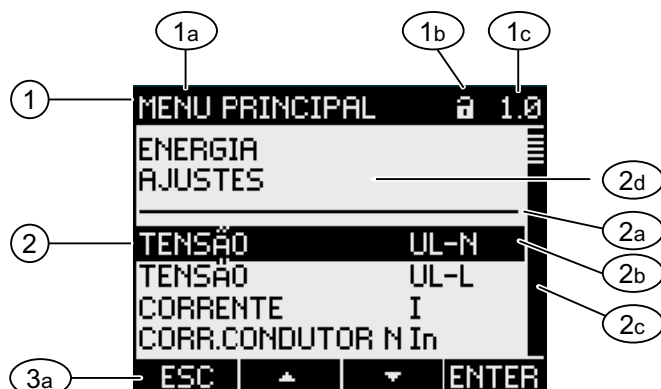 1a 1b 1c
1 MENU PRINCIPAL 1.0
ENERGIA
AJUSTES 2d
2a
2 TENSÃO UL-N 2b
TENSÃO UL-L
CORRENTE I 2c
CORR.CONDUTOR N In
3a ESC ENTER